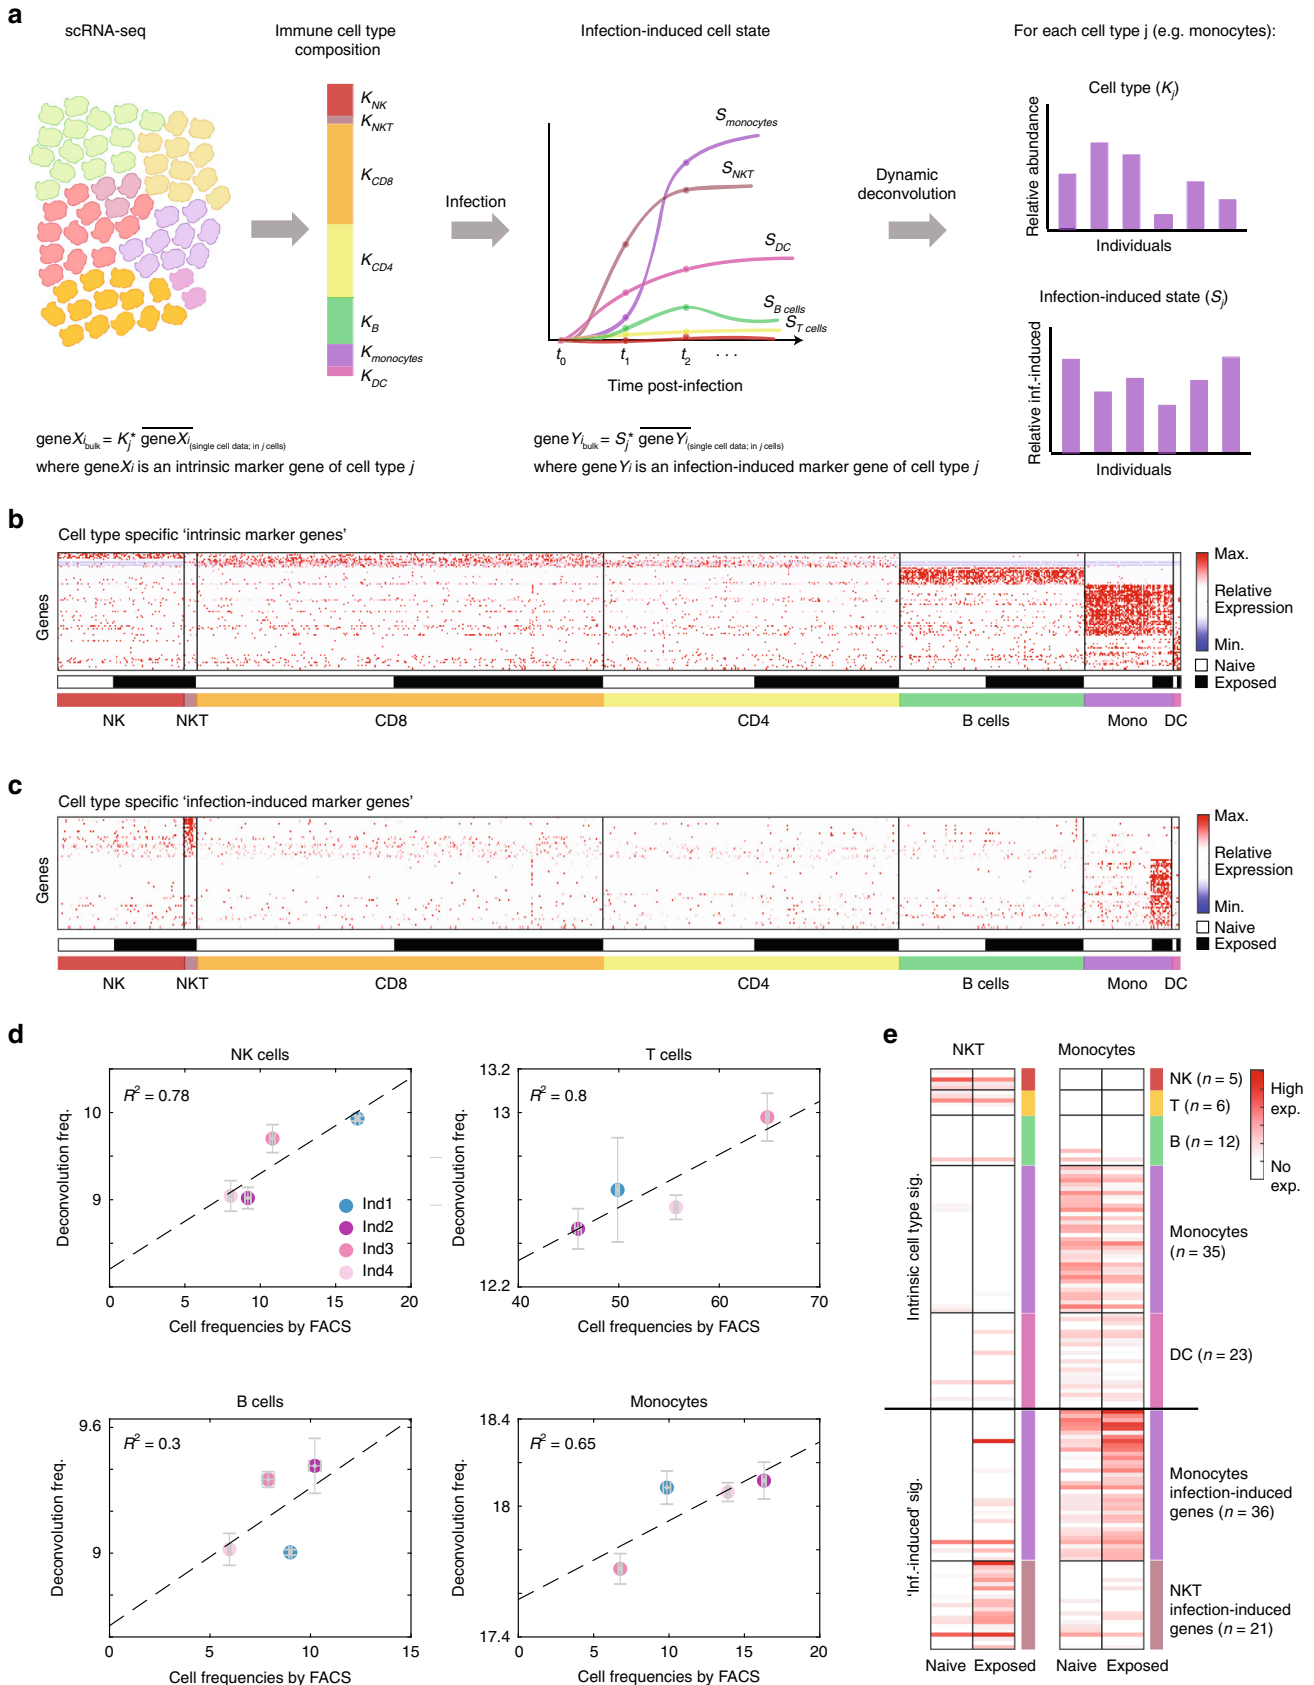 a
scRNA-seq
Immune cell type
composition
Infection-induced cell state
For each cell type j (e.g. monocytes):
K_NK
K_NKT
K_CD8
K_CD4
K_B
K_monocytes
K_DC
Infection
S_monocytes
S_NKT
S_DC
S_B cells
S_T cells
t_0
t_1
t_2
. . .
Time post-infection
Dynamic
deconvolution
Cell type (K_j)
Relative abundance
Individuals
Infection-induced state (S_j)
Relative inf.-induced
Individuals
geneXi_bulk = K_j* geneXi_(single cell data; in j cells)
where geneXi is an intrinsic marker gene of cell type j
geneYi_bulk = S_j* geneYi_(single cell data; in j cells)
where geneYi is an infection-induced marker gene of cell type j
b
Cell type specific ‘intrinsic marker genes’
Genes
Max.
Relative
Expression
Min.
Naive
Exposed
NK
NKT
CD8
CD4
B cells
Mono
DC
c
Cell type specific ‘infection-induced marker genes’
Genes
Max.
Relative
Expression
Min.
Naive
Exposed
NK
NKT
CD8
CD4
B cells
Mono
DC
d
NK cells
R² = 0.78
Deconvolution freq.
10
9
Ind1
Ind2
Ind3
Ind4
0 5 10 15 20
Cell frequencies by FACS
T cells
R² = 0.8
Deconvolution freq.
13.2
13
12.2
40 50 60 70
Cell frequencies by FACS
B cells
R² = 0.3
Deconvolution freq.
9.6
9
0 5 10 15
Cell frequencies by FACS
Monocytes
R² = 0.65
Deconvolution freq.
18.4
18
17.4
0 5 10 15 20
Cell frequencies by FACS
e
NKT
Monocytes
Intrinsic cell type sig.
‘Inf.-induced’ sig.
NK (n = 5)
T (n = 6)
B (n = 12)
Monocytes
(n = 35)
DC (n = 23)
Monocytes
infection-induced
genes (n = 36)
NKT
infection-induced
genes (n = 21)
High
exp.
No
exp.
Naive Exposed
Naive Exposed